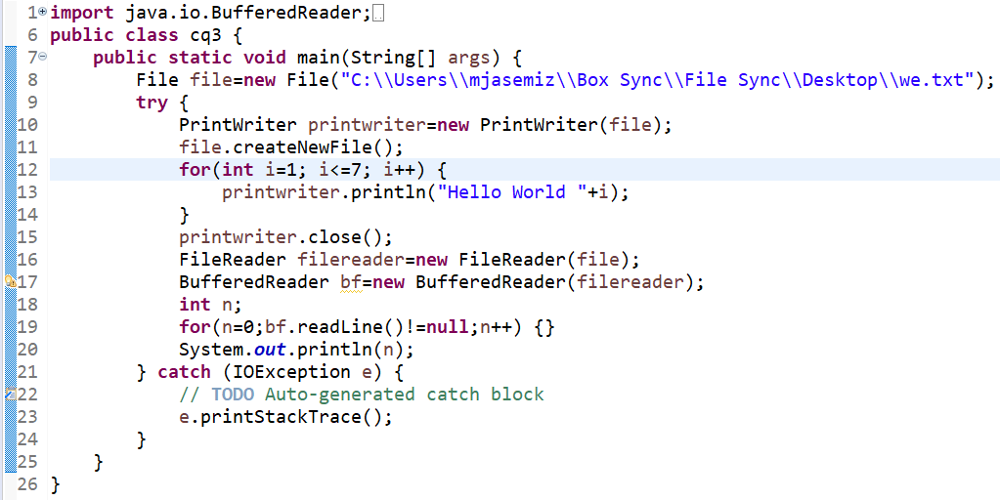 1 import java.io.BufferedReader;
6 public class cq3 {
7 public static void main(String[] args) {
8 File file=new File("C:\\Users\\mjasemiz\\Box Sync\\File Sync\\Desktop\\we.txt");
9 try {
10 PrintWriter printwriter=new PrintWriter(file);
11 file.createNewFile();
12 for(int i=1; i<=7; i++) {
13 printwriter.println("Hello World "+i);
14 }
15 printwriter.close();
16 FileReader filereader=new FileReader(file);
17 BufferedReader bf=new BufferedReader(filereader);
18 int n;
19 for(n=0;bf.readLine()!=null;n++) {}
20 System.out.println(n);
21 } catch (IOException e) {
22 // TODO Auto-generated catch block
23 e.printStackTrace();
24 }
25 }
26 }